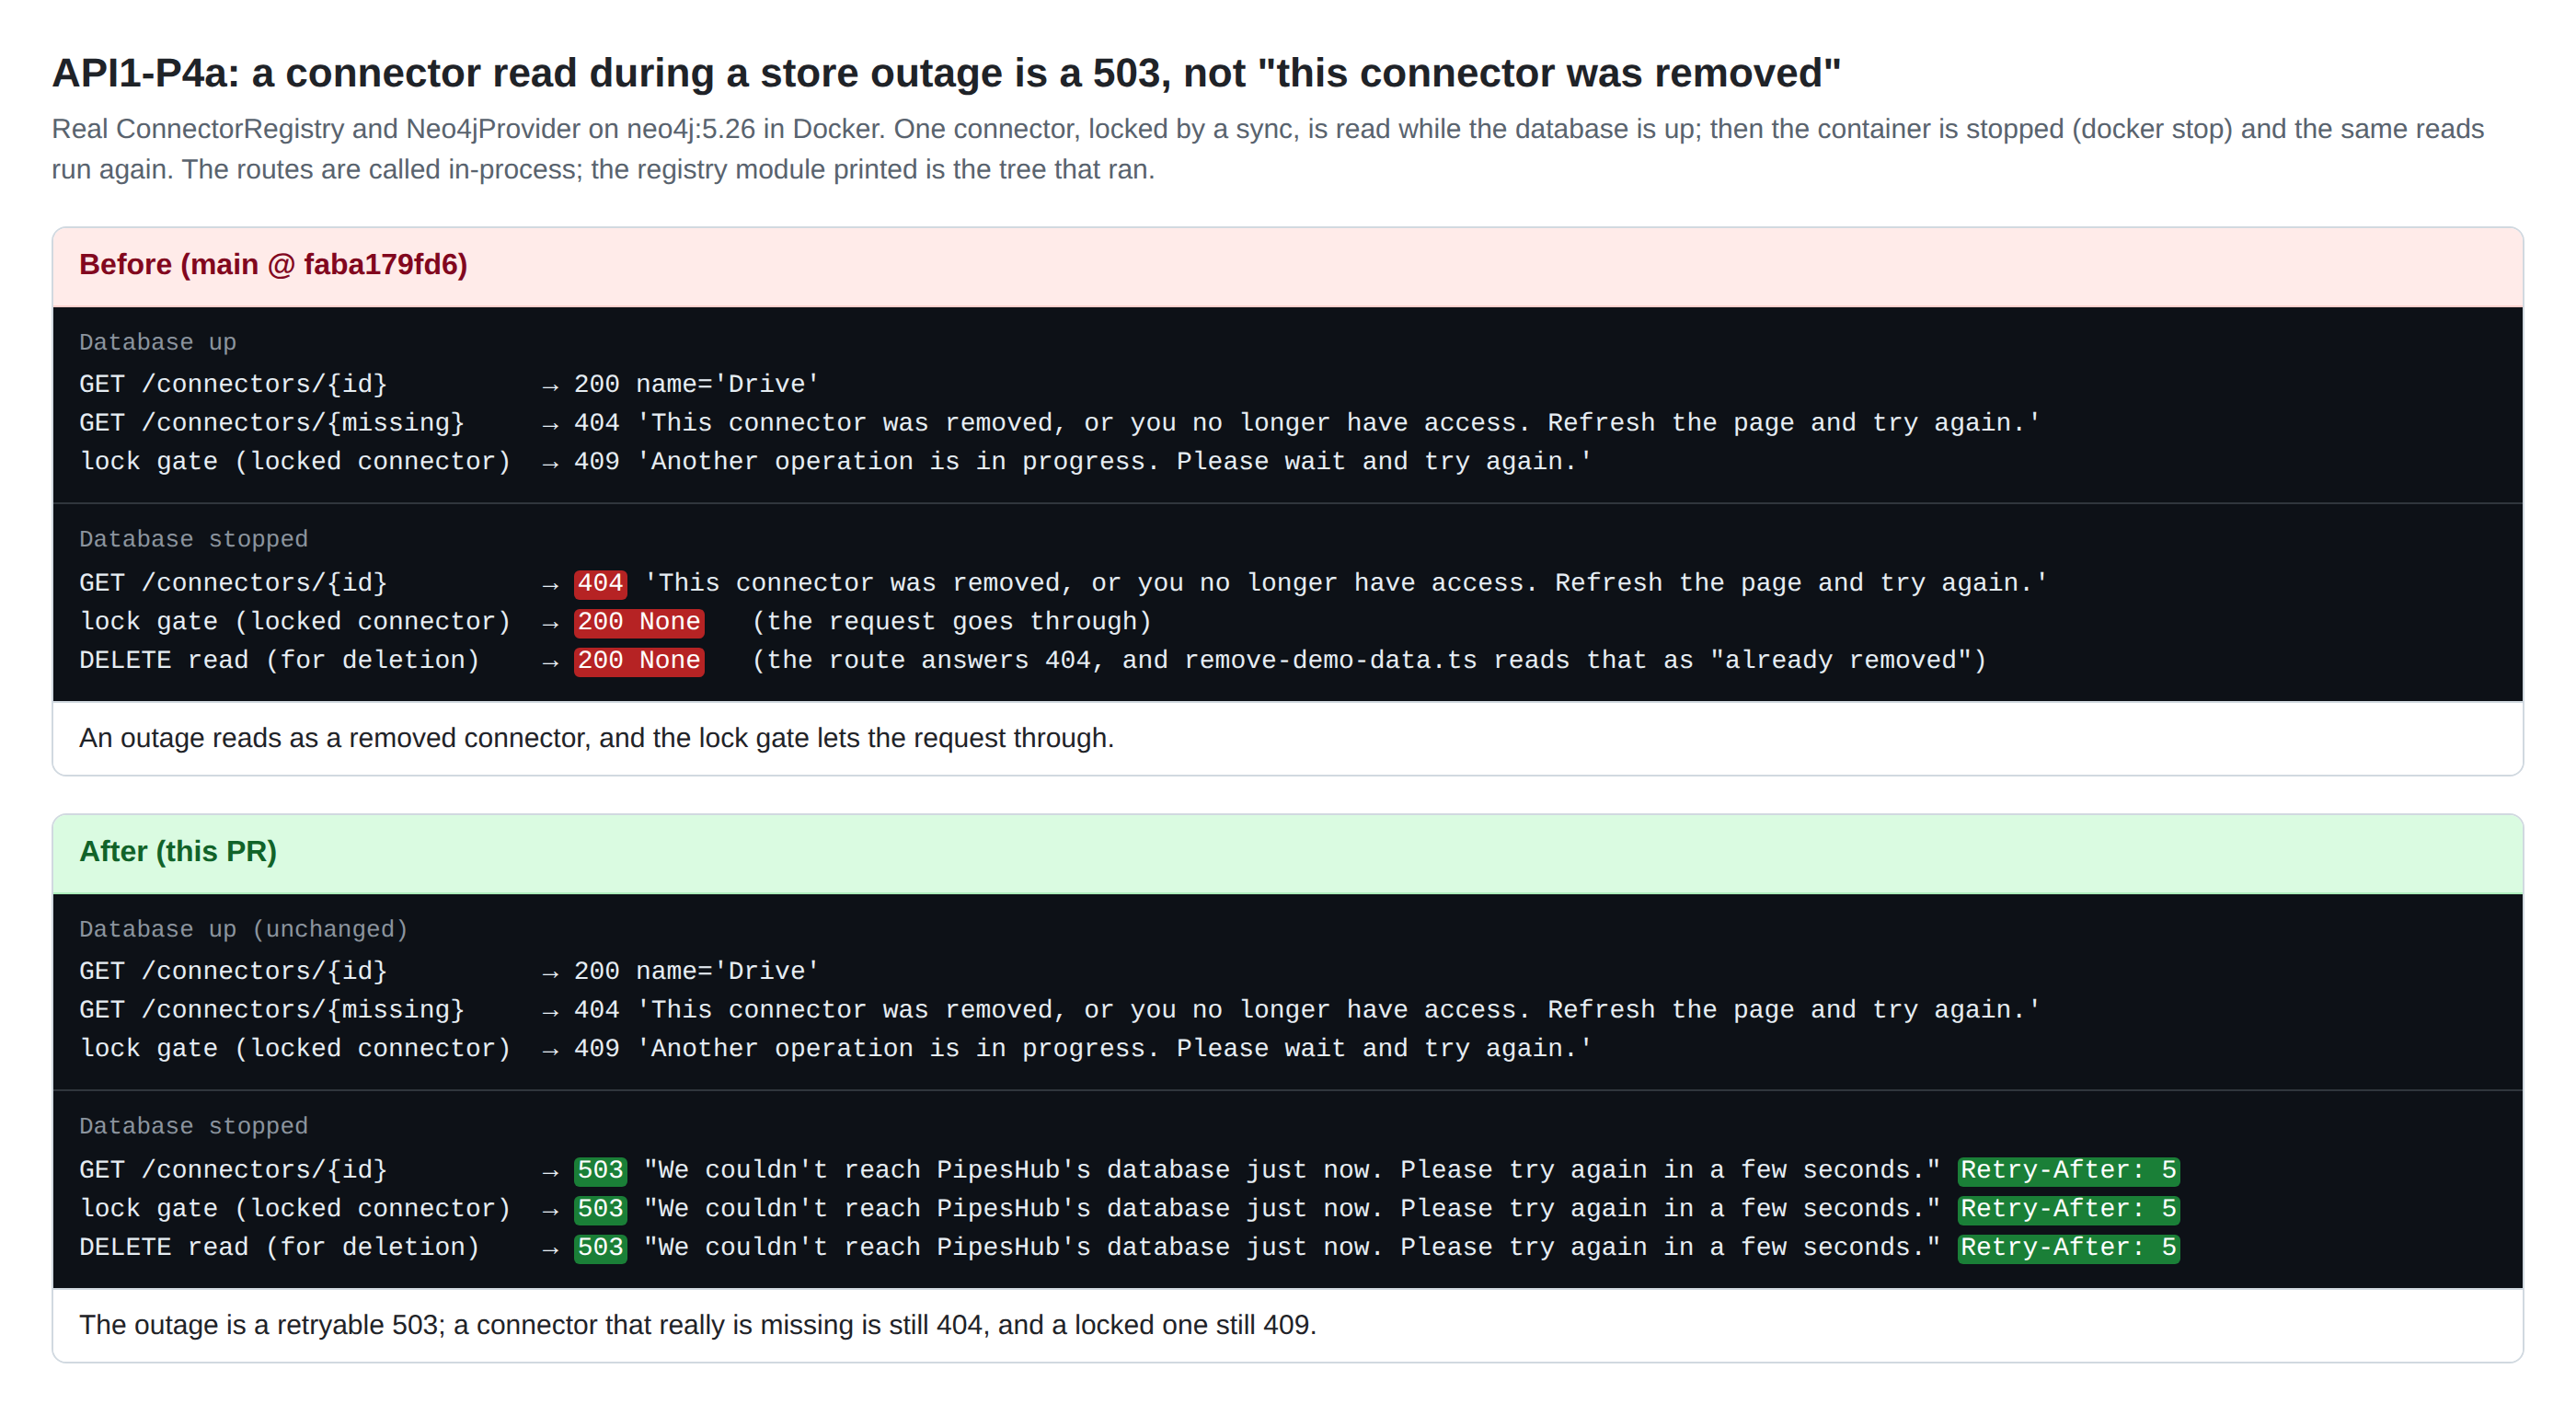 API1-P4a: a connector read during a store outage is a 503, not "this connector was removed"
Real ConnectorRegistry and Neo4jProvider on neo4j:5.26 in Docker. One connector, locked by a sync, is read while the database is up; then the container is stopped (docker stop) and the same reads
run again. The routes are called in-process; the registry module printed is the tree that ran.
Before (main @ faba179fd6)
Database up
GET /connectors/{id} → 200 name='Drive'
GET /connectors/{missing} → 404 'This connector was removed, or you no longer have access. Refresh the page and try again.'
lock gate (locked connector) → 409 'Another operation is in progress. Please wait and try again.'
Database stopped
GET /connectors/{id} → 404 'This connector was removed, or you no longer have access. Refresh the page and try again.'
lock gate (locked connector) → 200 None (the request goes through)
DELETE read (for deletion) → 200 None (the route answers 404, and remove-demo-data.ts reads that as "already removed")
An outage reads as a removed connector, and the lock gate lets the request through.
After (this PR)
Database up (unchanged)
GET /connectors/{id} → 200 name='Drive'
GET /connectors/{missing} → 404 'This connector was removed, or you no longer have access. Refresh the page and try again.'
lock gate (locked connector) → 409 'Another operation is in progress. Please wait and try again.'
Database stopped
GET /connectors/{id} → 503 "We couldn't reach PipesHub's database just now. Please try again in a few seconds." Retry-After: 5
lock gate (locked connector) → 503 "We couldn't reach PipesHub's database just now. Please try again in a few seconds." Retry-After: 5
DELETE read (for deletion) → 503 "We couldn't reach PipesHub's database just now. Please try again in a few seconds." Retry-After: 5
The outage is a retryable 503; a connector that really is missing is still 404, and a locked one still 409.